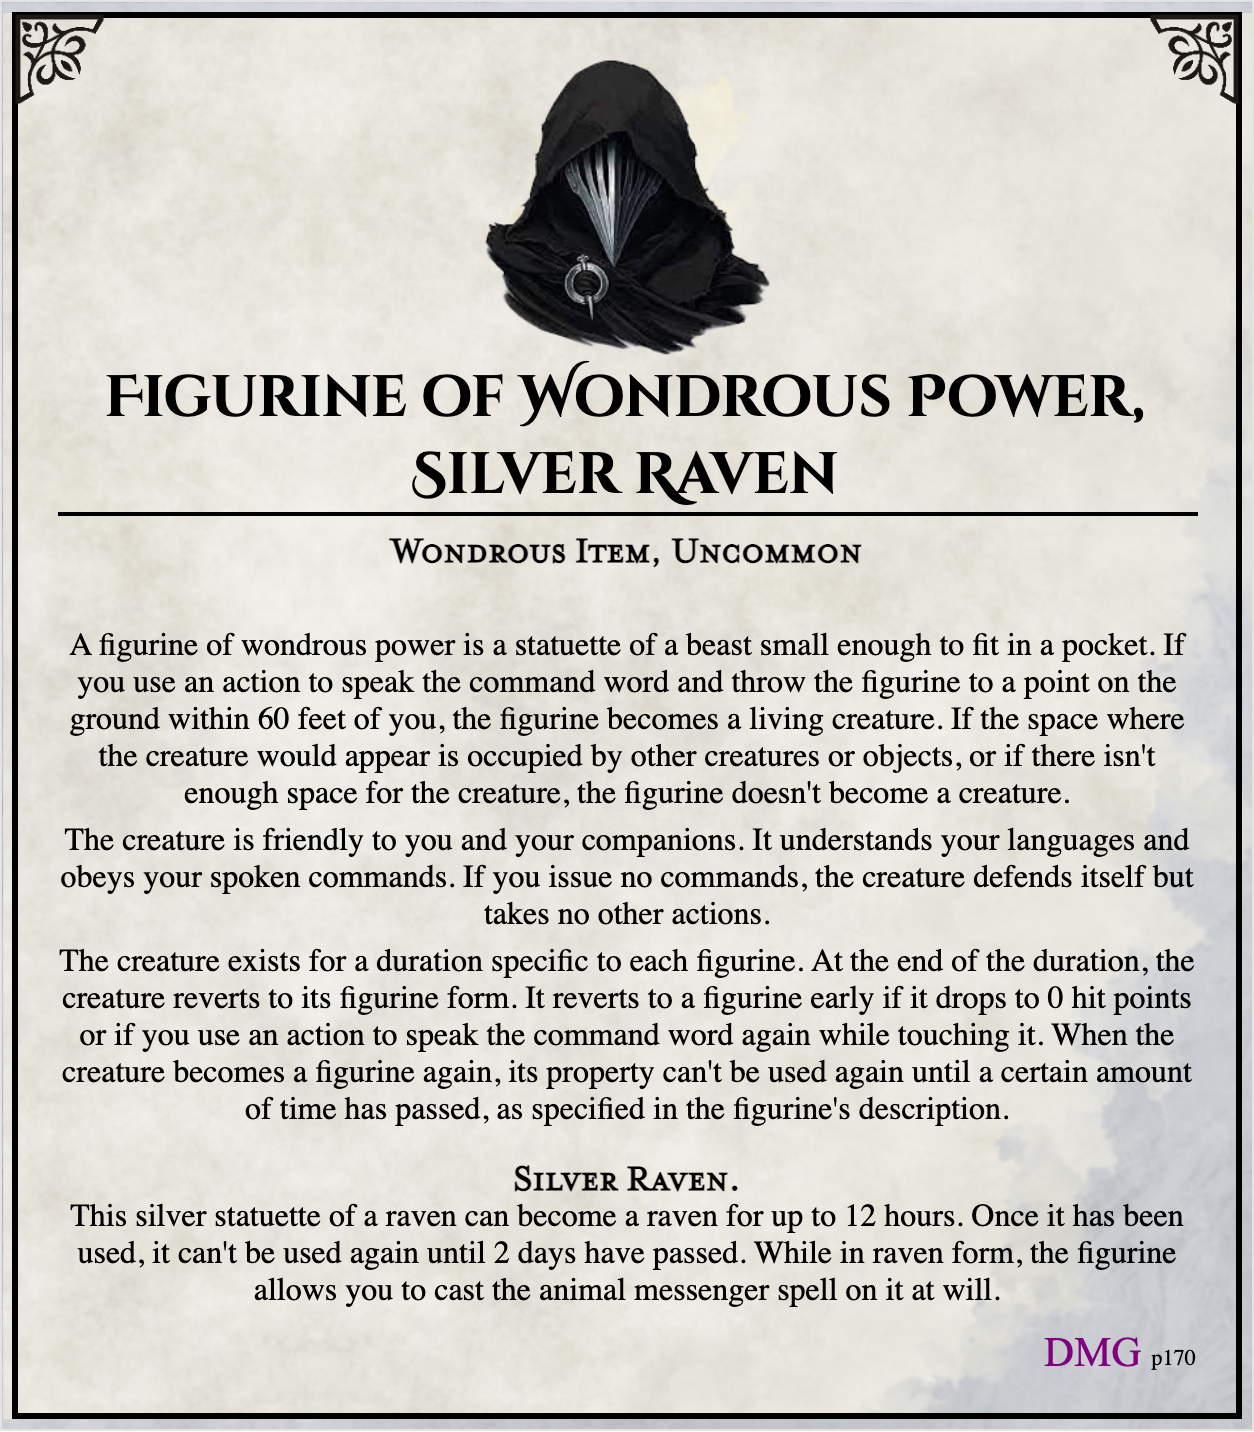 Figurine of Wondrous Power,
Silver Raven
Wondrous Item, Uncommon
A figurine of wondrous power is a statuette of a beast small enough to fit in a pocket. If
you use an action to speak the command word and throw the figurine to a point on the
ground within 60 feet of you, the figurine becomes a living creature. If the space where
the creature would appear is occupied by other creatures or objects, or if there isn't
enough space for the creature, the figurine doesn't become a creature.
The creature is friendly to you and your companions. It understands your languages and
obeys your spoken commands. If you issue no commands, the creature defends itself but
takes no other actions.
The creature exists for a duration specific to each figurine. At the end of the duration, the
creature reverts to its figurine form. It reverts to a figurine early if it drops to 0 hit points
or if you use an action to speak the command word again while touching it. When the
creature becomes a figurine again, its property can't be used again until a certain amount
of time has passed, as specified in the figurine's description.
Silver Raven.
This silver statuette of a raven can become a raven for up to 12 hours. Once it has been
used, it can't be used again until 2 days have passed. While in raven form, the figurine
allows you to cast the animal messenger spell on it at will.
DMG p170